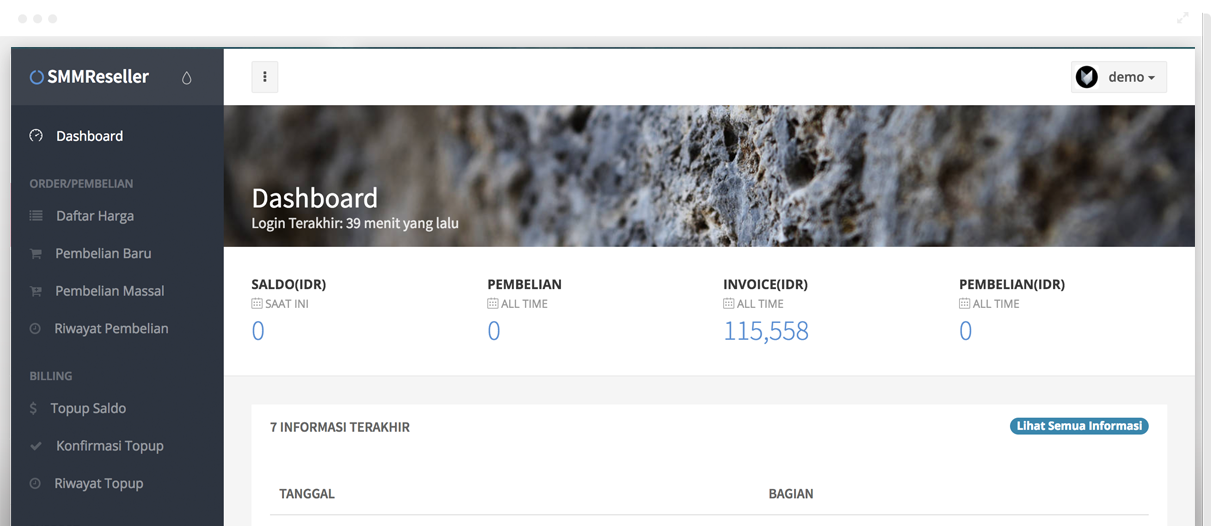 SMMReseller
demo
Dashboard
ORDER/PEMBELIAN
Daftar Harga
Pembelian Baru
Pembelian Massal
Riwayat Pembelian
BILLING
Topup Saldo
Konfirmasi Topup
Riwayat Topup
Dashboard
Login Terakhir: 39 menit yang lalu
SALDO(IDR)
SAAT INI
0
PEMBELIAN
ALL TIME
0
INVOICE(IDR)
ALL TIME
115,558
PEMBELIAN(IDR)
ALL TIME
0
7 INFORMASI TERAKHIR
Lihat Semua Informasi
TANGGAL
BAGIAN